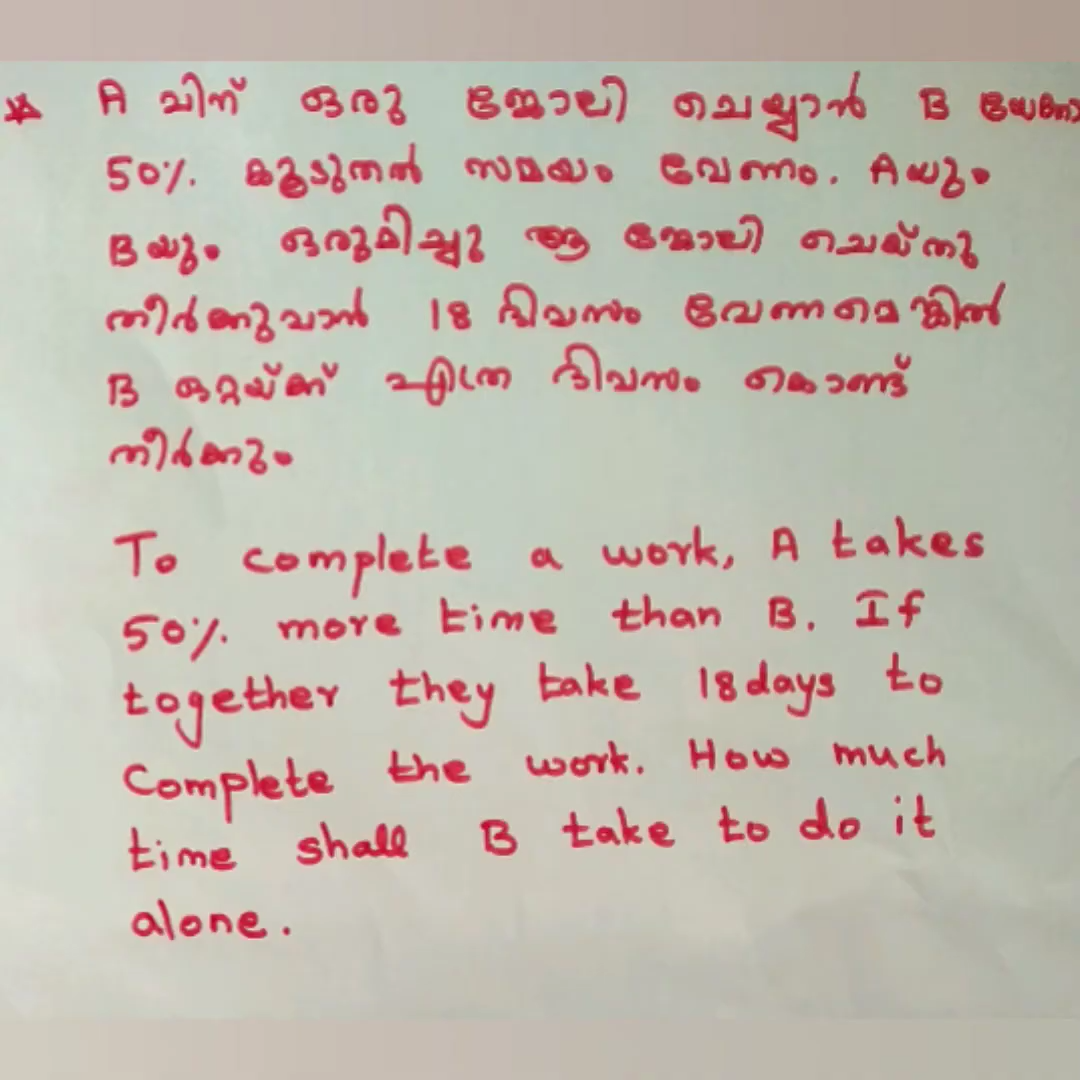 * A യിന് ഒരു ജോലി ചെയ്യാൻ B യേക്കാ
50%. കൂടുതൽ സമയം വേണം. Aയും
Bയും ഒരുമിച്ചു ആ ജോലി ചെയ്തു
തീർക്കുവാൻ 18 ദിവസം വേണമെങ്കിൽ
B ഒറ്റയ്ക്ക് എത്ര ദിവസം കൊണ്ട്
തീർക്കും
To complete a work, A takes
50%. more time than B. If
together they take 18days to
Complete the work. How much
time shall B take to do it
alone.